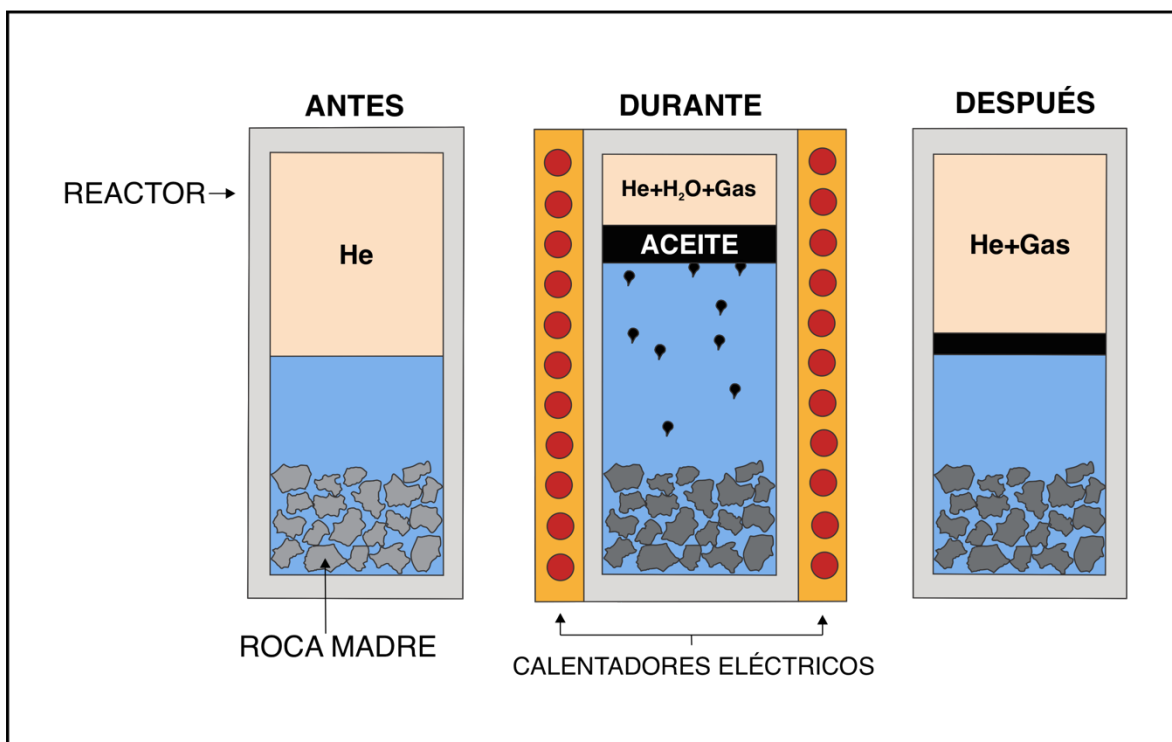 ANTES
DURANTE
DESPUÉS
REACTOR
He
He+H₂O+Gas
ACEITE
He+Gas
ROCA MADRE
CALENTADORES ELÉCTRICOS